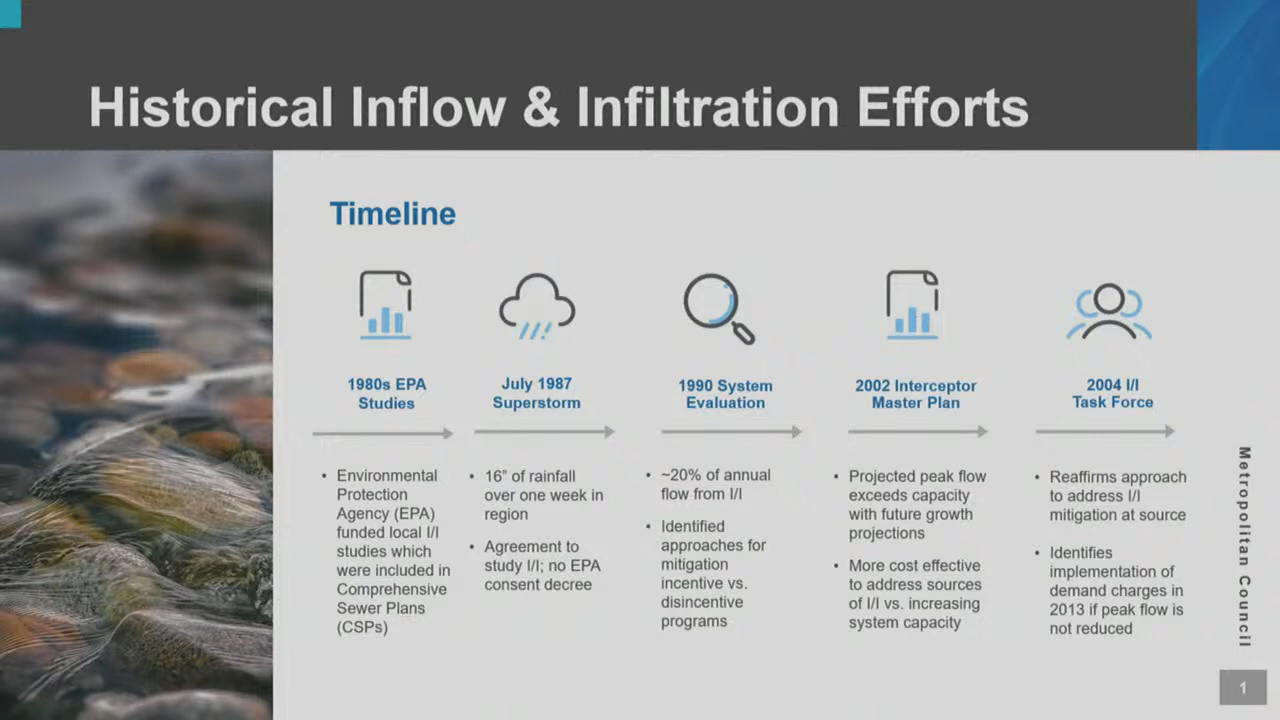 Historical Inflow & Infiltration Efforts
Timeline
1980s EPA
Studies
• Environmental
Protection
Agency (EPA)
funded local I/I
studies which
were included in
Comprehensive
Sewer Plans
(CSPs)
July 1987
Superstorm
• 16” of rainfall
over one week in
region
• Agreement to
study I/I; no EPA
consent decree
1990 System
Evaluation
• ~20% of annual
flow from I/I
• Identified
approaches for
mitigation
incentive vs.
disincentive
programs
2002 Interceptor
Master Plan
• Projected peak flow
exceeds capacity
with future growth
projections
• More cost effective
to address sources
of I/I vs. increasing
system capacity
2004 I/I
Task Force
• Reaffirms approach
to address I/I
mitigation at source
• Identifies
implementation of
demand charges in
2013 if peak flow is
not reduced
Metropolitan Council
1